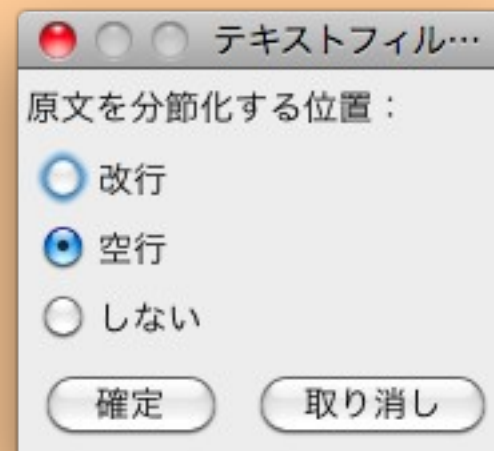 テキストフィル…
原文を分節化する位置：
改行
空行
しない
確定 取り消し